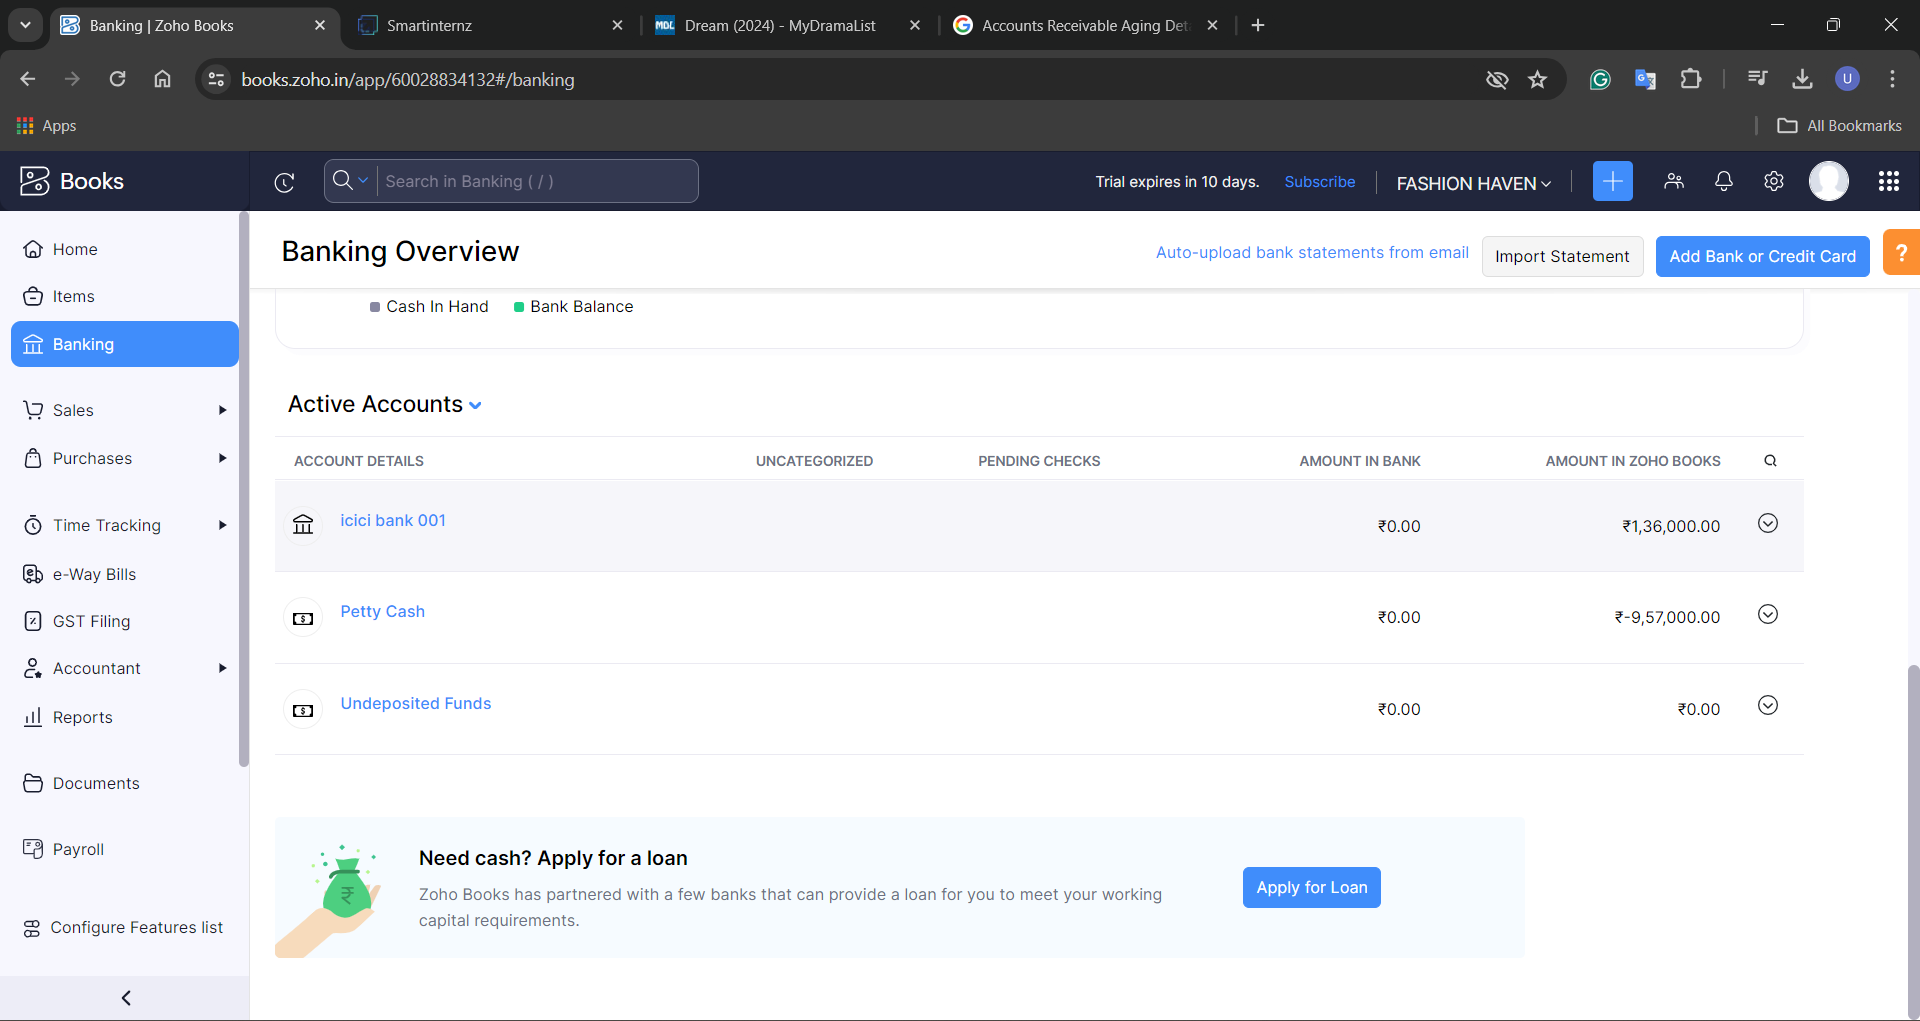 Banking | Zoho Books
Smartinternz
MDL Dream (2024) - MyDramaList
Accounts Receivable Aging Det
books.zoho.in/app/60028834132#/banking
U
Apps
All Bookmarks
Books
Search in Banking ( / )
Trial expires in 10 days. Subscribe
FASHION HAVEN
Home
Items
Banking
Sales
Purchases
Time Tracking
e-Way Bills
GST Filing
Accountant
Reports
Documents
Payroll
Configure Features list
Banking Overview
Auto-upload bank statements from email
Import Statement
Add Bank or Credit Card
?
Cash In Hand Bank Balance
Active Accounts
ACCOUNT DETAILS UNCATEGORIZED PENDING CHECKS AMOUNT IN BANK AMOUNT IN ZOHO BOOKS
icici bank 001 ₹0.00 ₹1,36,000.00
Petty Cash ₹0.00 ₹-9,57,000.00
Undeposited Funds ₹0.00 ₹0.00
Need cash? Apply for a loan
Zoho Books has partnered with a few banks that can provide a loan for you to meet your working
capital requirements.
Apply for Loan